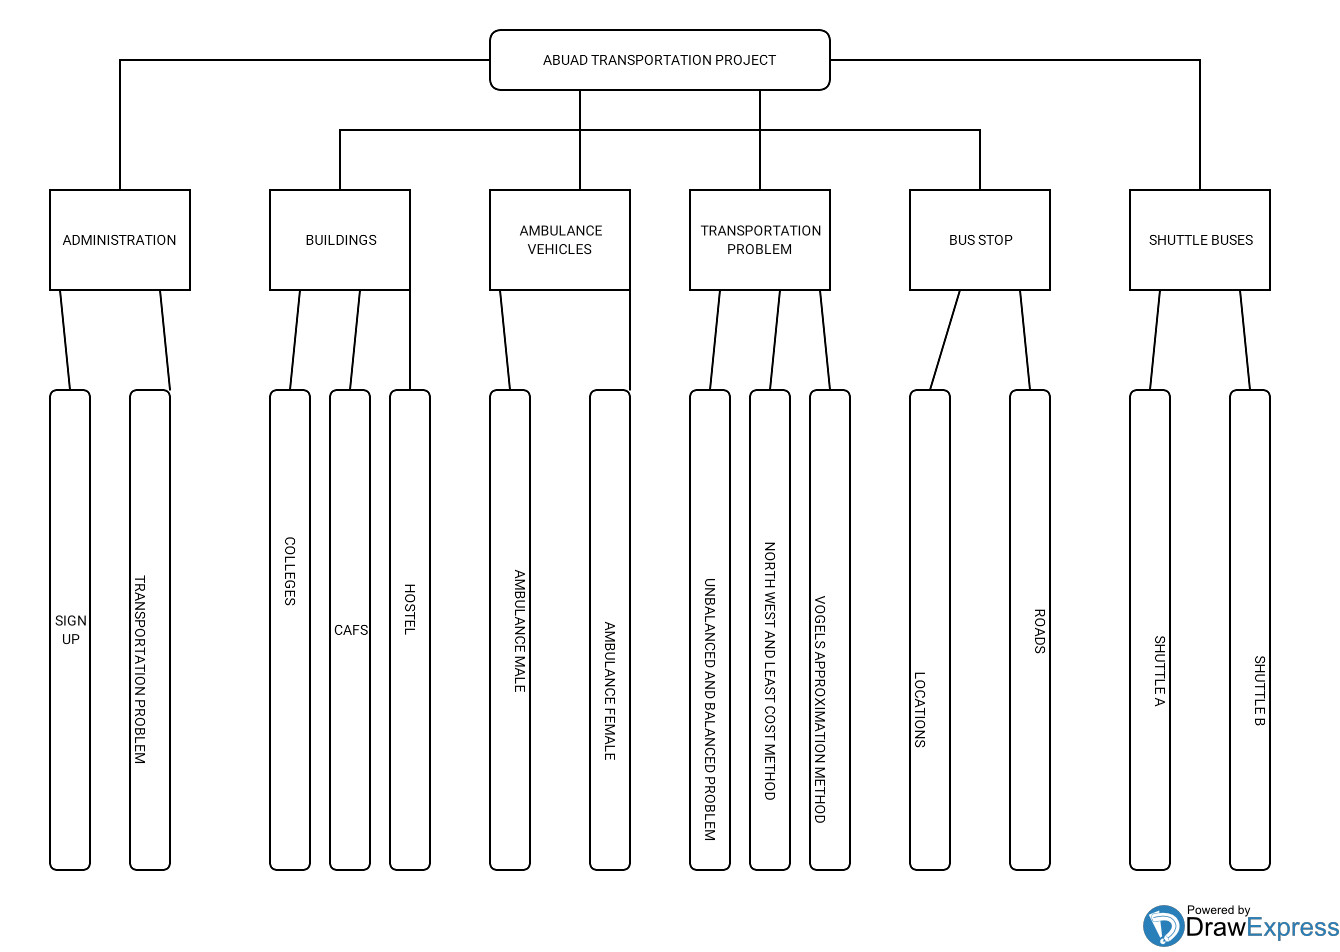 ABUAD TRANSPORTATION PROJECT
ADMINISTRATION
BUILDINGS
AMBULANCE
VEHICLES
TRANSPORTATION
PROBLEM
BUS STOP
SHUTTLE BUSES
SIGN
UP
TRANSPORTATION PROBLEM
COLLEGES
CAFS
HOSTEL
AMBULANCE MALE
AMBULANCE FEMALE
UNBALANCED AND BALANCED PROBLEM
NORTH WEST AND LEAST COST METHOD
VOGELS APPROXIMATION METHOD
LOCATIONS
ROADS
SHUTTLE A
SHUTTLE B
Powered by
DrawExpress